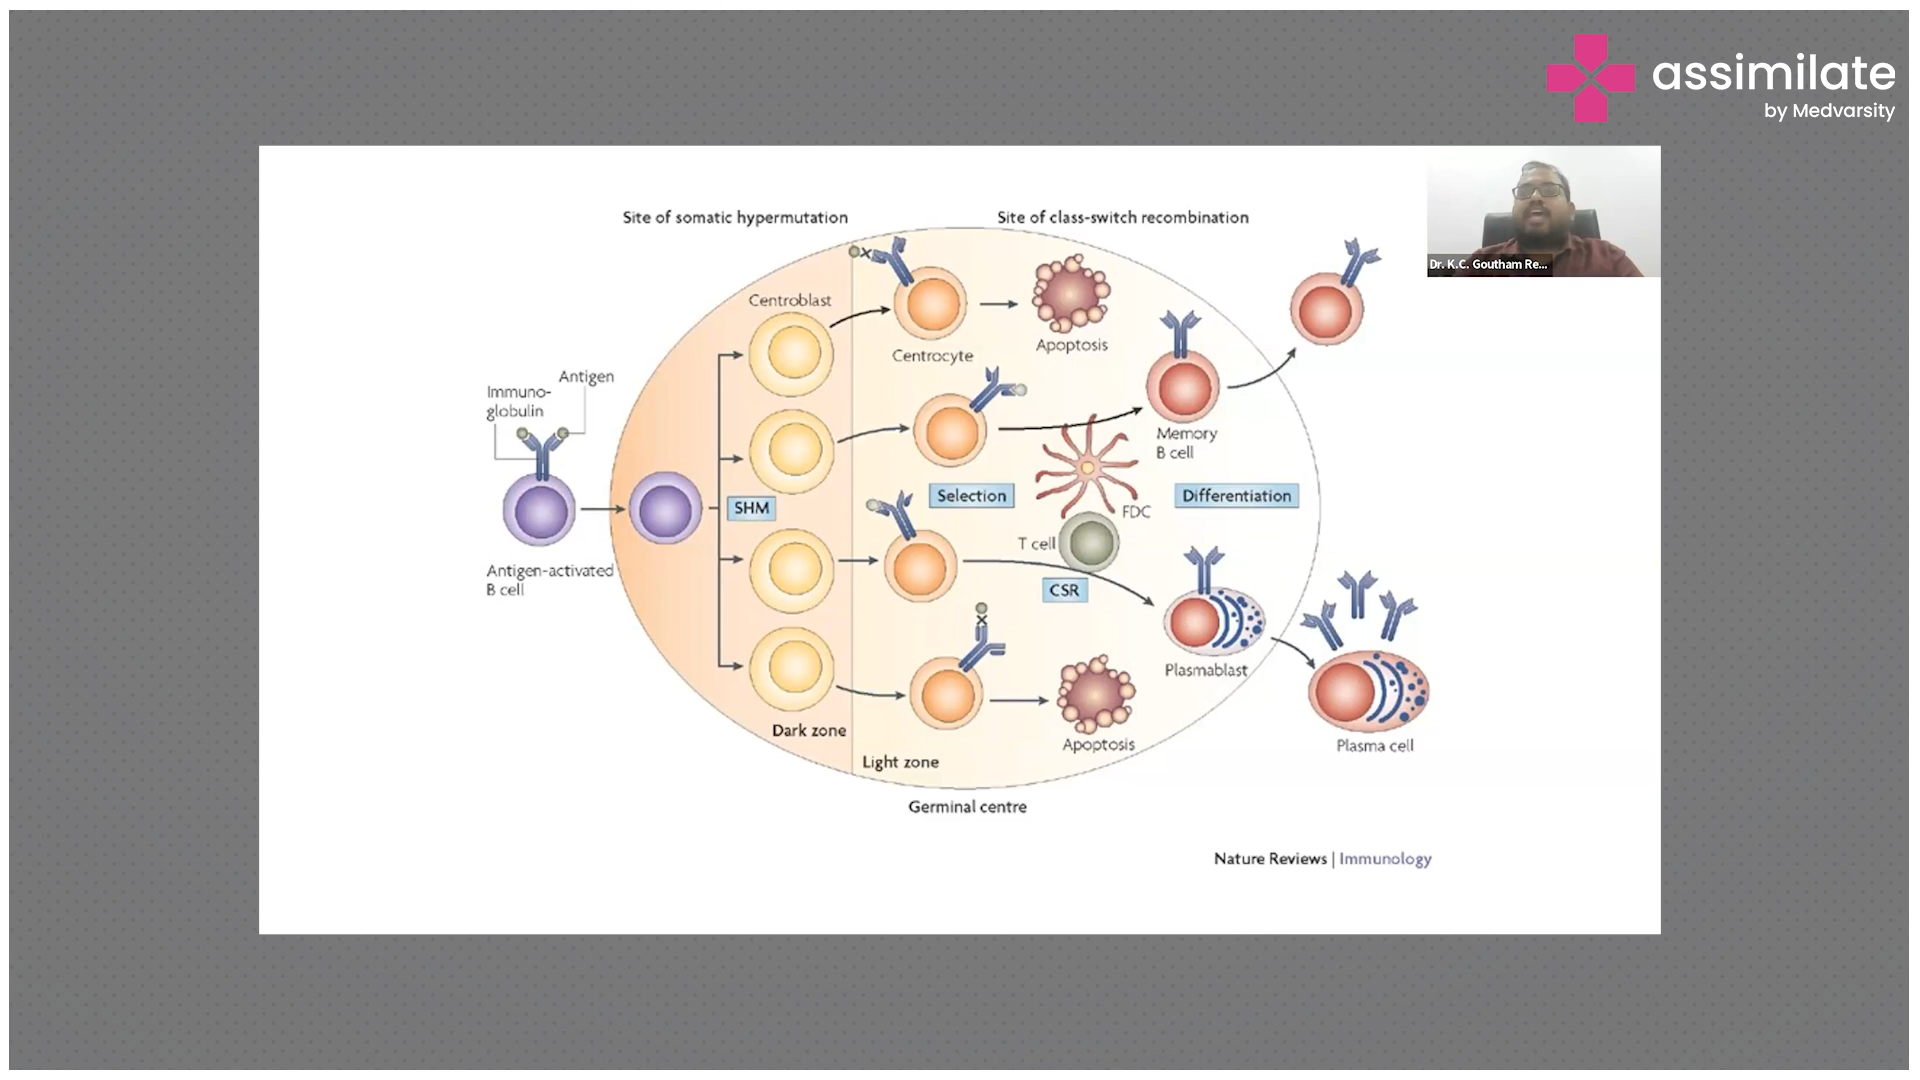 assimilate
by Medvarsity
Dr. K.C. Goutham Re...
Site of somatic hypermutation
Site of class-switch recombination
Centroblast
Centrocyte
Apoptosis
Immuno-
globulin
Antigen
Memory
B cell
SHM
Selection
Differentiation
FDC
T cell
Antigen-activated
B cell
CSR
Plasmablast
Dark zone
Light zone
Apoptosis
Plasma cell
Germinal centre
Nature Reviews | Immunology